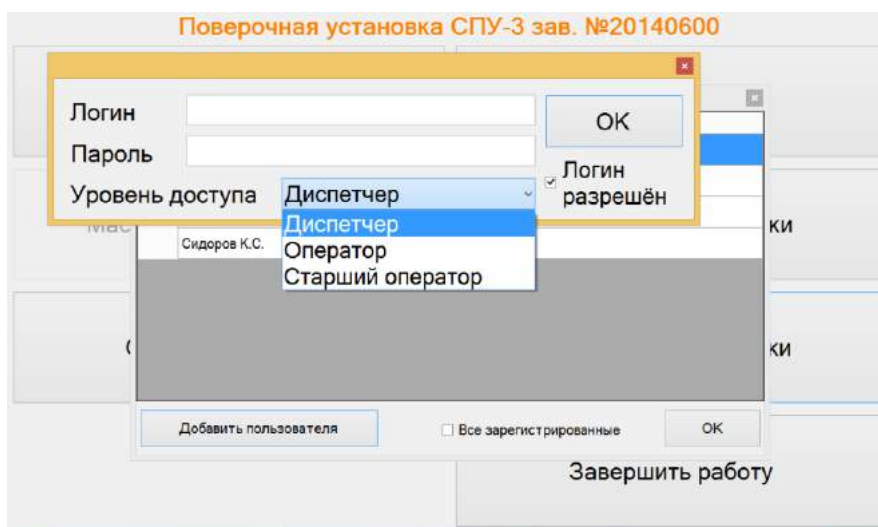 Поверочная установка СПУ-3 зав. №20140600
Логин
OK
Пароль
Логин
разрешён
Уровень доступа Диспетчер
Диспетчер
Оператор
Старший оператор
Сидоров К.С.
ки
ки
Добавить пользователя
Все зарегистрированные
OK
Завершить работу